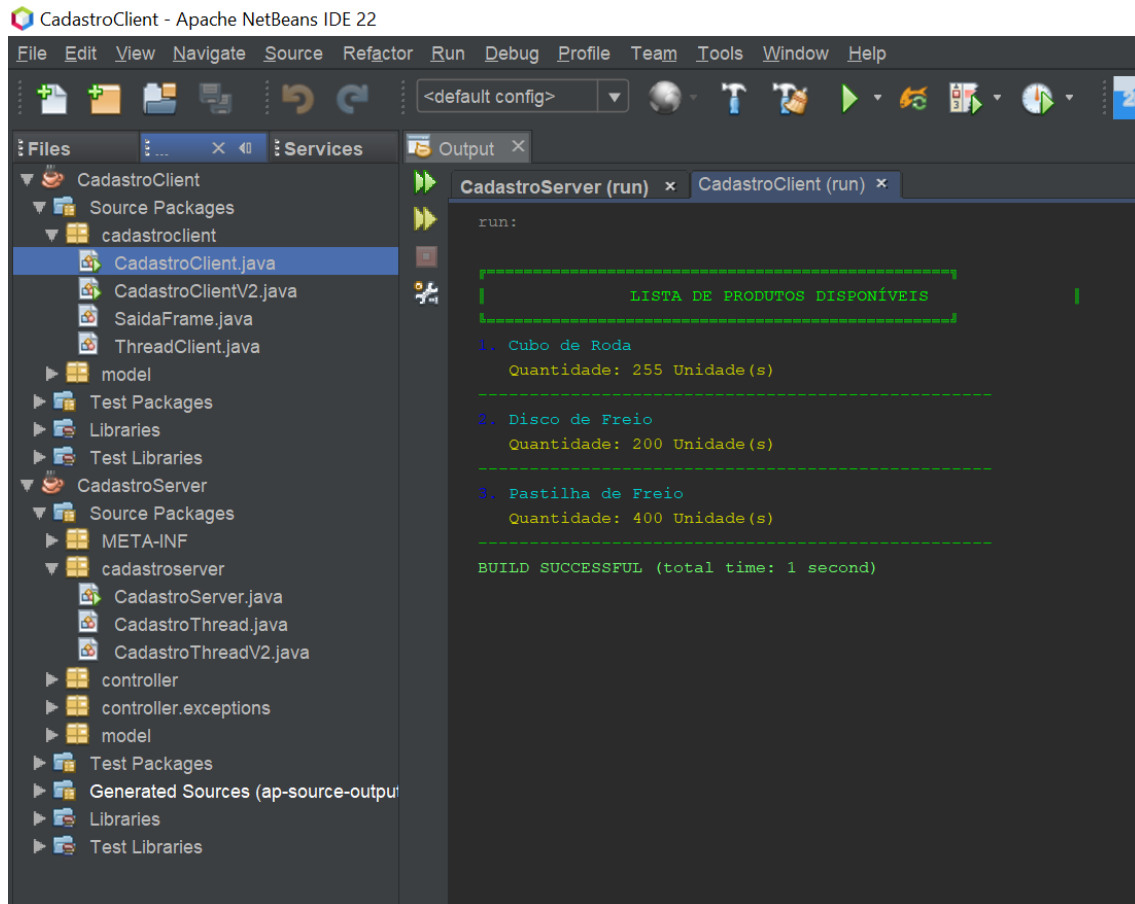 CadastroClient - Apache NetBeans IDE 22
File Edit View Navigate Source Refactor Run Debug Profile Team Tools Window Help
<default config>
Files ... Services
CadastroClient
Source Packages
cadastroclient
CadastroClient.java
CadastroClientV2.java
SaidaFrame.java
ThreadClient.java
model
Test Packages
Libraries
Test Libraries
CadastroServer
Source Packages
META-INF
cadastroserver
CadastroServer.java
CadastroThread.java
CadastroThreadV2.java
controller
controller.exceptions
model
Test Packages
Generated Sources (ap-source-output
Libraries
Test Libraries
Output
CadastroServer (run) CadastroClient (run)
run:
LISTA DE PRODUTOS DISPONÍVEIS
1. Cubo de Roda
Quantidade: 255 Unidade(s)
--------------------------------------------------
2. Disco de Freio
Quantidade: 200 Unidade(s)
--------------------------------------------------
3. Pastilha de Freio
Quantidade: 400 Unidade(s)
--------------------------------------------------
BUILD SUCCESSFUL (total time: 1 second)